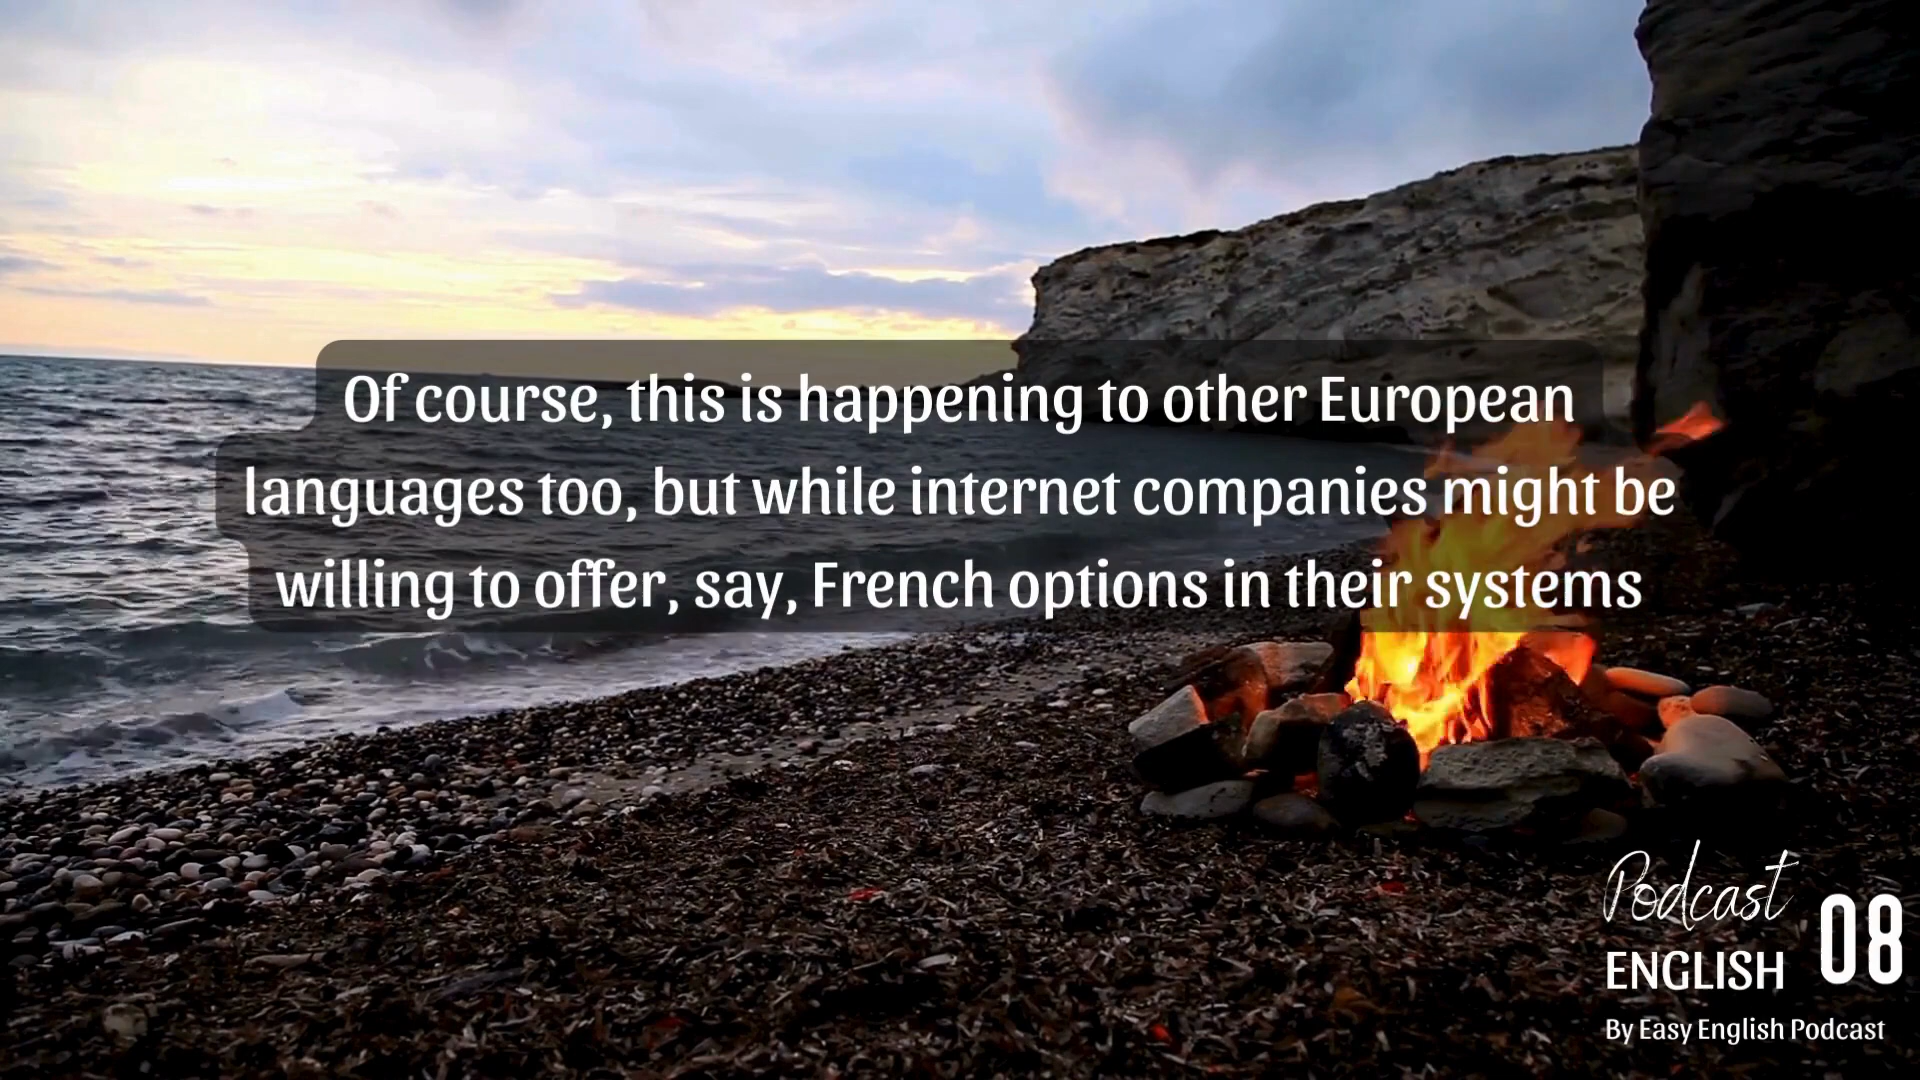 Of course, this is happening to other European
languages too, but while internet companies might be
willing to offer, say, French options in their systems
Podcast
ENGLISH
08
By Easy English Podcast